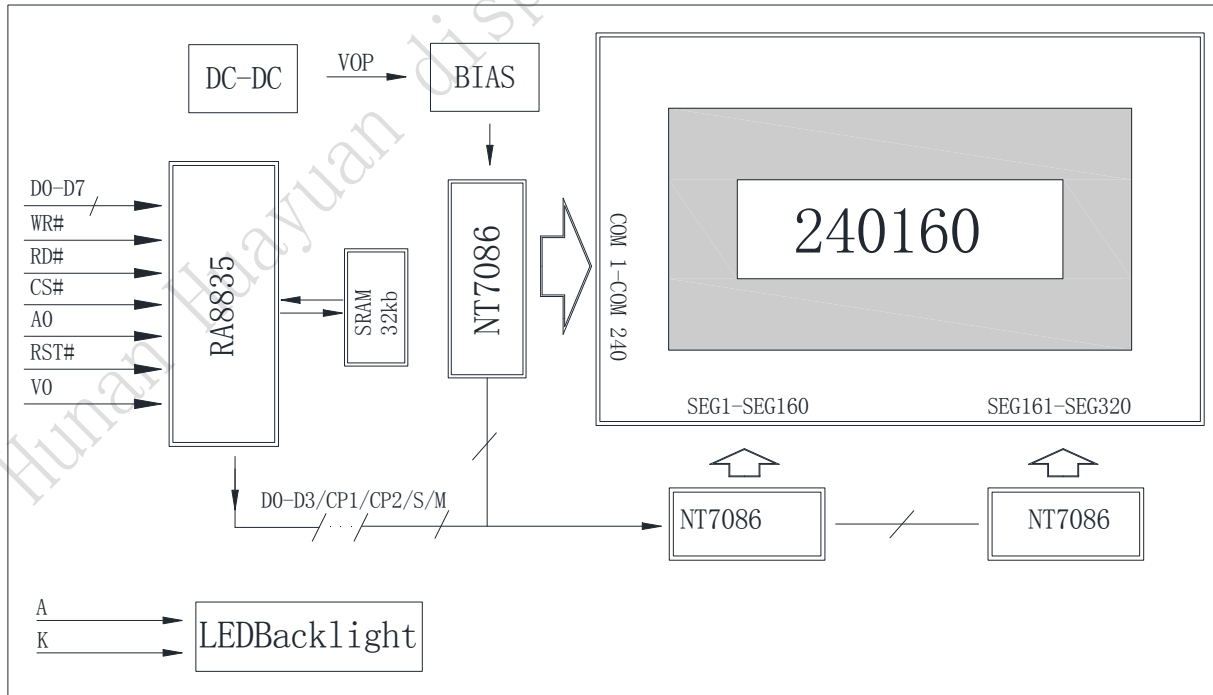 DC-DC
VOP
BIAS
D0-D7
WR#
RD#
CS#
A0
RST#
V0
RA8835
SRAM
32kb
NT7086
COM 1-COM 240
240160
SEG1-SEG160
SEG161-SEG320
D0-D3/CP1/CP2/S/M
NT7086
NT7086
A
K
LEDBacklight
Hunan Huayuan disp